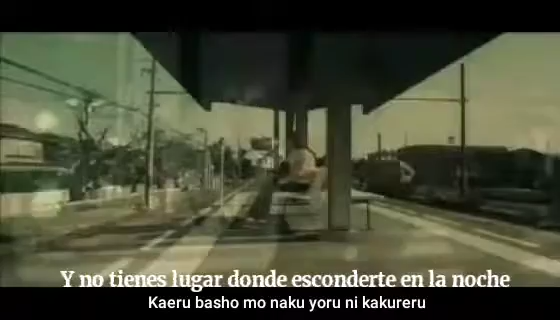 Y no tienes lugar donde esconderte en la noche
Kaeru basho mo naku yoru ni kakureru